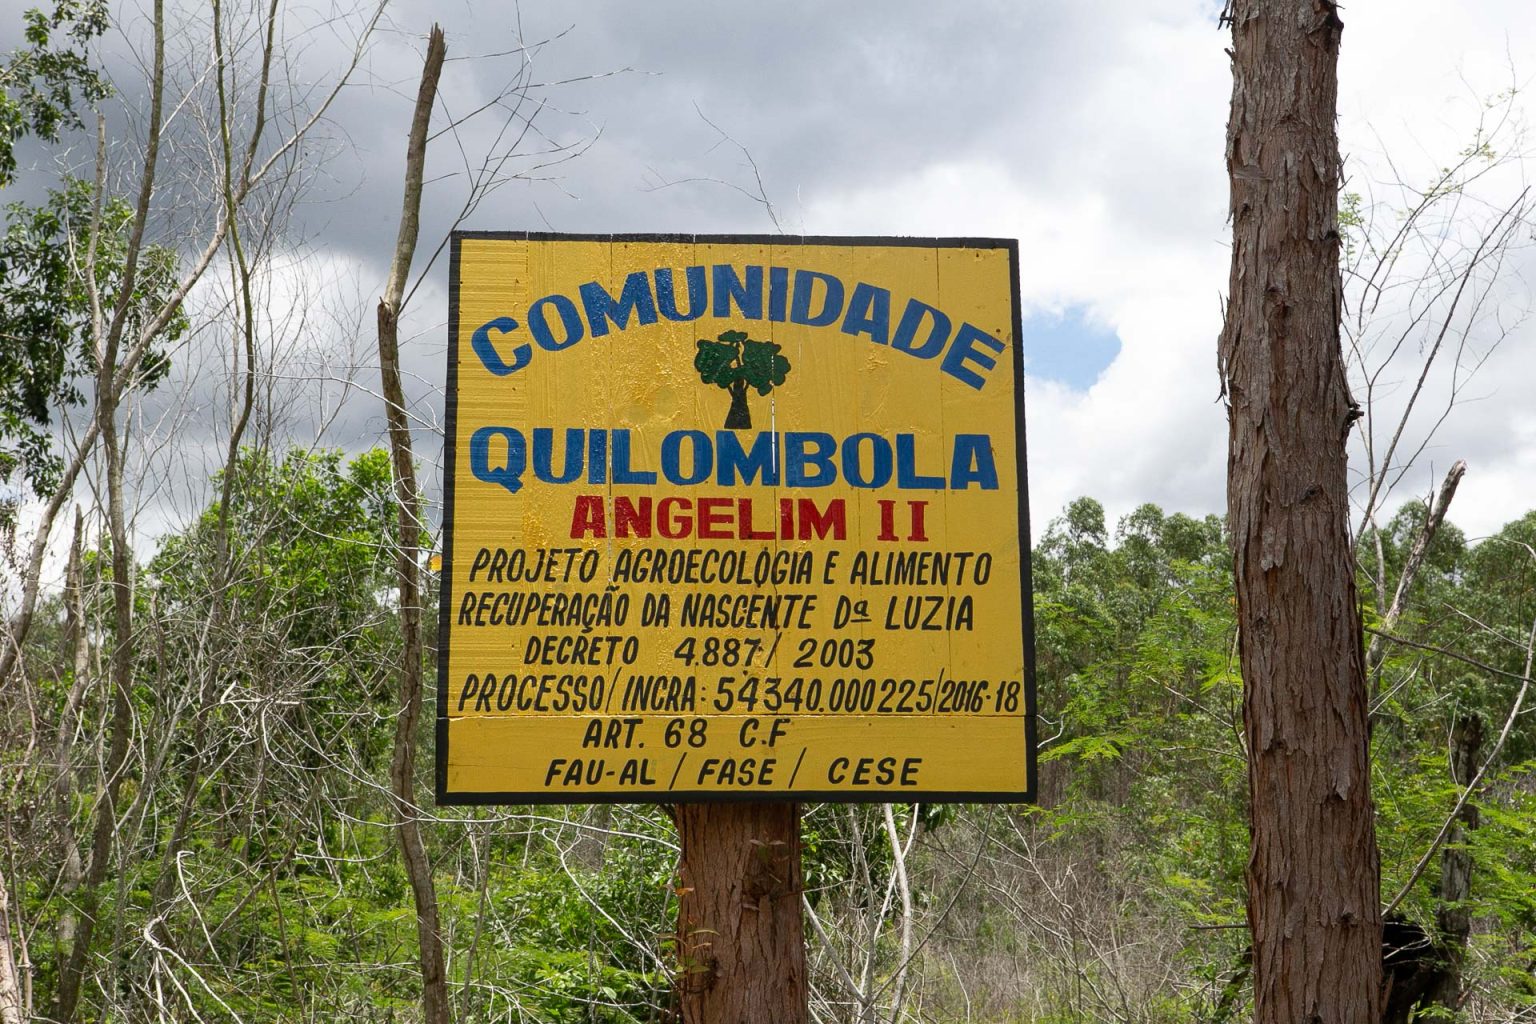 COMUNIDADE
QUILOMBOLA
ANGELIM II
PROJETO AGROECOLOGIA E ALIMENTO
RECUPERAÇÃO DA NASCENTE Dª LUZIA
DECRETO 4.887/ 2003
PROCESSO/INCRA: 54340.000225/2016-18
ART. 68 C.F
FAU-AL / FASE / CESE